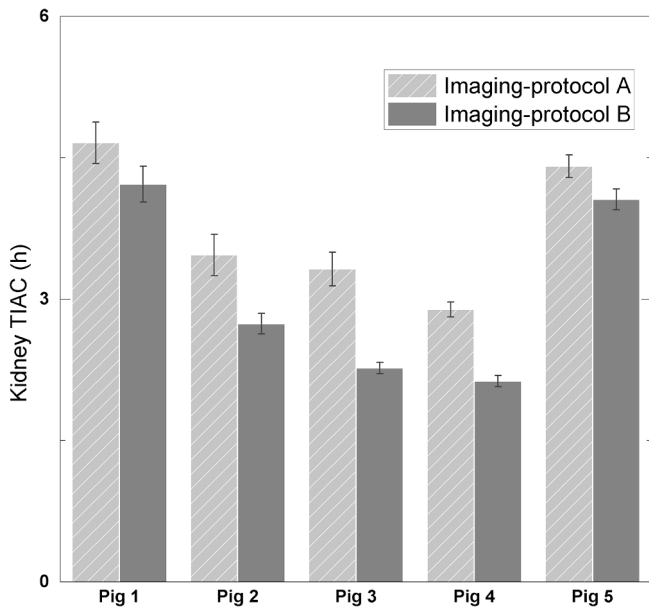 6
Imaging-protocol A
Imaging-protocol B
Kidney TIAC (h)
3
0
Pig 1 Pig 2 Pig 3 Pig 4 Pig 5